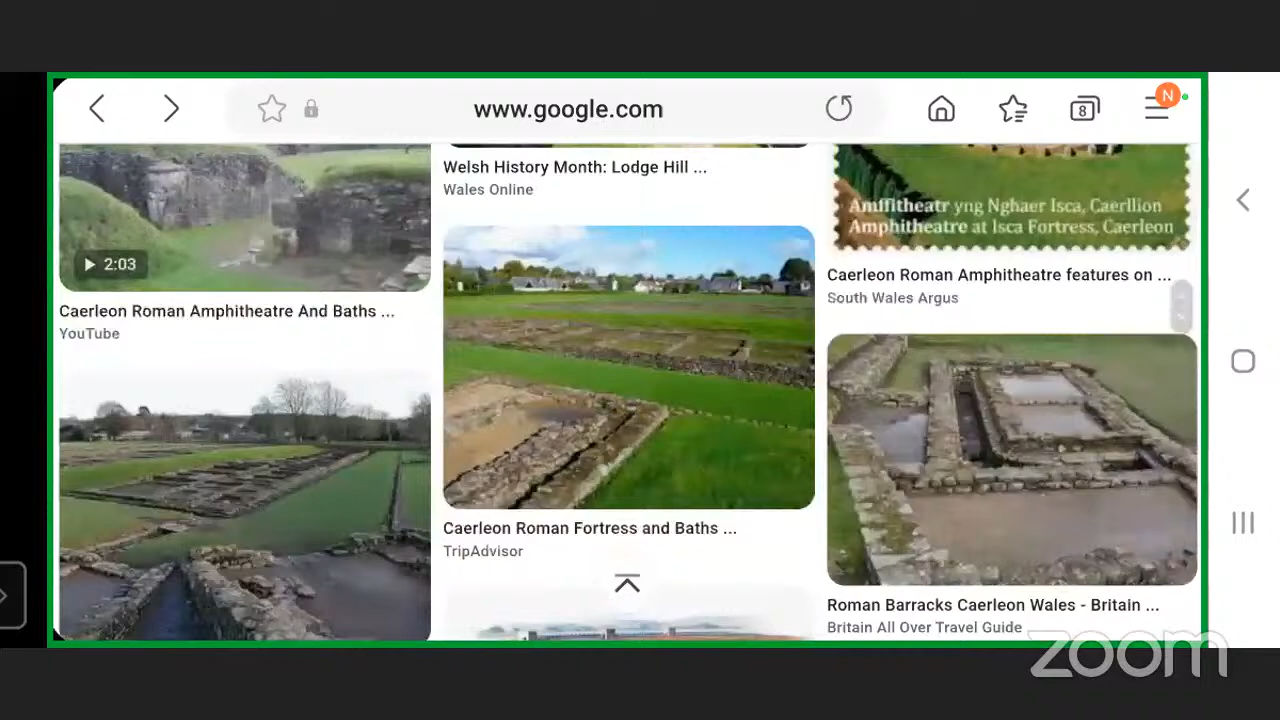 www.google.com
8
N
2:03
Caerleon Roman Amphitheatre And Baths ...
YouTube
Welsh History Month: Lodge Hill ...
Wales Online
Caerleon Roman Fortress and Baths ...
TripAdvisor
Amffitheatr yng Nghaer Isca, Caerllion
Amphitheatre at Isca Fortress, Caerleon
Caerleon Roman Amphitheatre features on ...
South Wales Argus
Roman Barracks Caerleon Wales - Britain ...
Britain All Over Travel Guide
zoom